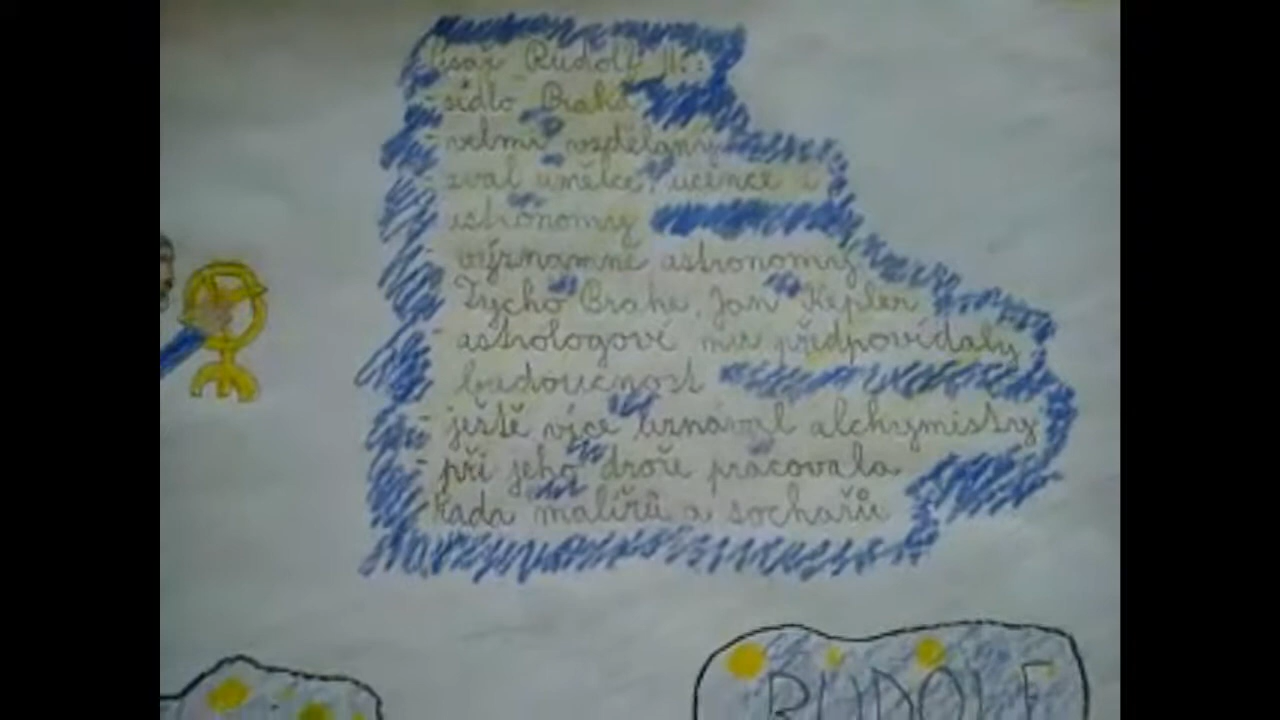 Císař Rudolf II.:
- sídlo Praha
- velmi vzdělaný
- zval umělce, učence i
astronomy
- významné astronomy
Tycho Brahe, Jan Kepler
- astrologové mu předpovídaly
budoucnost
- ještě více uznával alchymisty
- při jeho dvoře pracovala
řada malířů a sochařů
RUDOLF